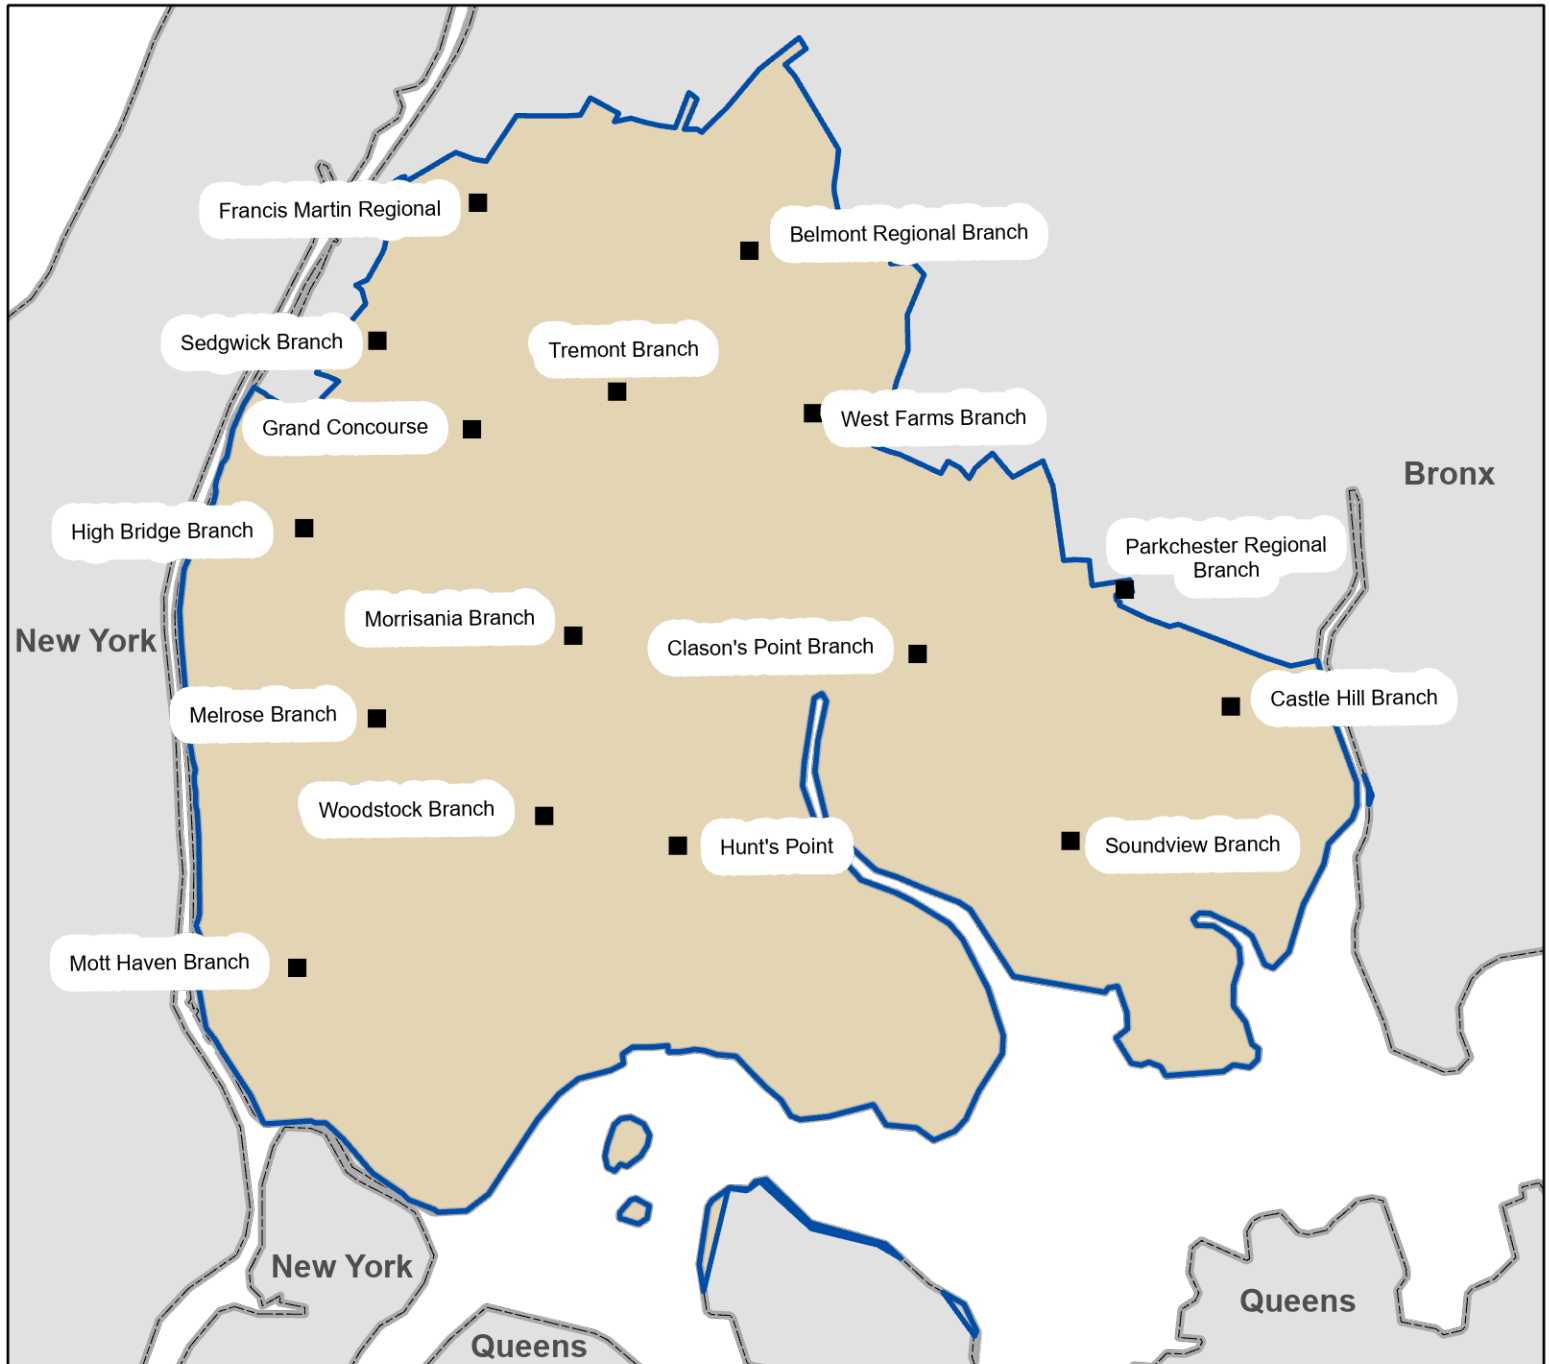 Francis Martin Regional
Belmont Regional Branch
Sedgwick Branch
Tremont Branch
Grand Concourse
West Farms Branch
Bronx
High Bridge Branch
Parkchester Regional
Branch
New York
Morrisania Branch
Clason's Point Branch
Melrose Branch
Castle Hill Branch
Woodstock Branch
Hunt's Point
Soundview Branch
Mott Haven Branch
New York
Queens
Queens